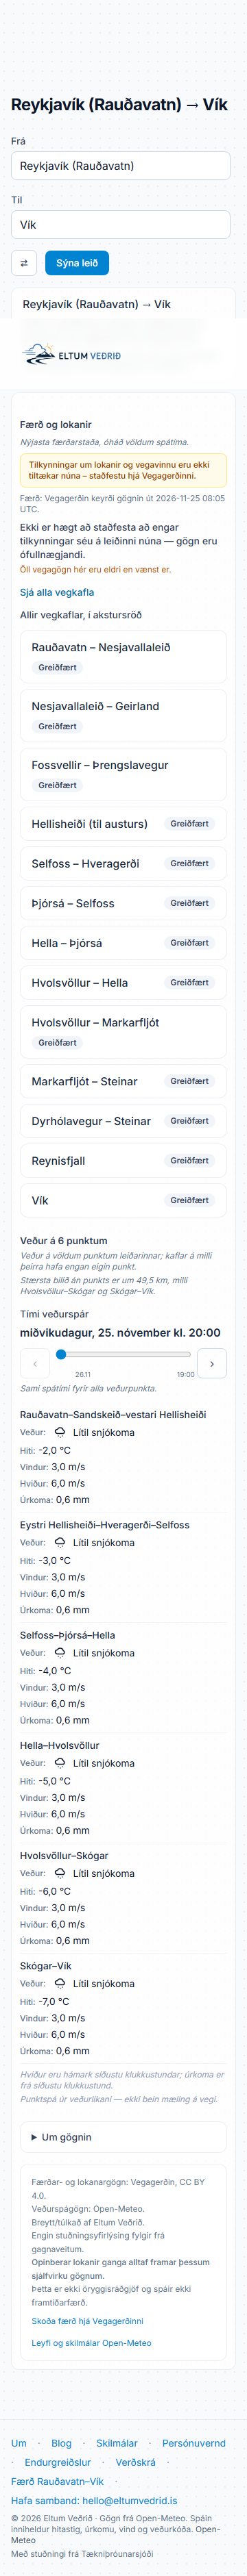 Reykjavík (Rauðavatn) → Vík
Frá
Reykjavík (Rauðavatn)
Til
Vík
⇄
Sýna leið
Reykjavík (Rauðavatn) → Vík
ELTUM VEÐRIÐ
Færð og lokanir
Nýjasta færðarstaða, óháð völdum spátíma.
Tilkynningar um lokanir og vegavinnu eru ekki
tiltækar núna – staðfestu hjá Vegagerðinni.
Færð: Vegagerðin keyrði gögnin út 2026-11-25 08:05
UTC.
Ekki er hægt að staðfesta að engar
tilkynningar séu á leiðinni núna — gögn eru
ófullnægjandi.
Öll vegagögn hér eru eldri en vænst er.
Sjá alla vegkafla
Allir vegkaflar, í akstursröð
Rauðavatn – Nesjavallaleið
Greiðfært
Nesjavallaleið – Geirland
Greiðfært
Fossvellir – Þrengslavegur
Greiðfært
Hellisheiði (til austurs) Greiðfært
Selfoss – Hveragerði Greiðfært
Þjórsá – Selfoss Greiðfært
Hella – Þjórsá Greiðfært
Hvolsvöllur – Hella Greiðfært
Hvolsvöllur – Markarfljót
Greiðfært
Markarfljót – Steinar Greiðfært
Dyrhólavegur – Steinar Greiðfært
Reynisfjall Greiðfært
Vík Greiðfært
Veður á 6 punktum
Veður á völdum punktum leiðarinnar; kaflar á milli
þeirra hafa engan eigin punkt.
Stærsta bilið án punkts er um 49,5 km, milli
Hvolsvöllur–Skógar og Skógar–Vík.
Tími veðurspár
miðvikudagur, 25. nóvember kl. 20:00
‹
›
26.11 19:00
Sami spátími fyrir alla veðurpunkta.
Rauðavatn–Sandskeið–vestari Hellisheiði
Veður: Lítil snjókoma
Hiti: -2,0 °C
Vindur: 3,0 m/s
Hviður: 6,0 m/s
Úrkoma: 0,6 mm
Eystri Hellisheiði–Hveragerði–Selfoss
Veður: Lítil snjókoma
Hiti: -3,0 °C
Vindur: 3,0 m/s
Hviður: 6,0 m/s
Úrkoma: 0,6 mm
Selfoss–Þjórsá–Hella
Veður: Lítil snjókoma
Hiti: -4,0 °C
Vindur: 3,0 m/s
Hviður: 6,0 m/s
Úrkoma: 0,6 mm
Hella–Hvolsvöllur
Veður: Lítil snjókoma
Hiti: -5,0 °C
Vindur: 3,0 m/s
Hviður: 6,0 m/s
Úrkoma: 0,6 mm
Hvolsvöllur–Skógar
Veður: Lítil snjókoma
Hiti: -6,0 °C
Vindur: 3,0 m/s
Hviður: 6,0 m/s
Úrkoma: 0,6 mm
Skógar–Vík
Veður: Lítil snjókoma
Hiti: -7,0 °C
Vindur: 3,0 m/s
Hviður: 6,0 m/s
Úrkoma: 0,6 mm
Hviður eru hámark síðustu klukkustundar; úrkoma er
frá síðustu klukkustund.
Punktspá úr veðurlíkani — ekki bein mæling á vegi.
▶ Um gögnin
Færðar- og lokanargögn: Vegagerðin, CC BY
4.0.
Veðurspágögn: Open-Meteo.
Breytt/túlkað af Eltum Veðrið.
Engin stuðningsyfirlýsing fylgir frá
gagnaveitum.
Opinberar lokanir ganga alltaf framar þessum
sjálfvirku gögnum.
Þetta er ekki öryggisráðgjöf og spáir ekki
framtíðarfærð.
Skoða færð hjá Vegagerðinni
Leyfi og skilmálar Open-Meteo
Um · Blog · Skilmálar · Persónuvernd
· Endurgreiðslur · Verðskrá ·
Færð Rauðavatn–Vík ·
Hafa samband: hello@eltumvedrid.is
© 2026 Eltum Veðrið · Gögn frá Open-Meteo. Spáin
inniheldur hitastig, úrkomu, vind og veðurkóða. Open-
Meteo
Með stuðningi frá Tækniþróunarsjóði